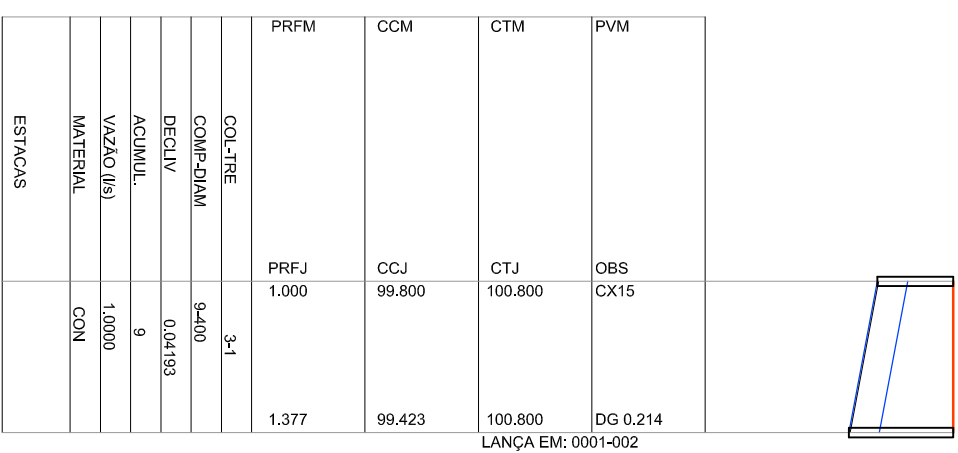 PRFM CCM CTM PVM
ESTACAS
MATERIAL
VAZÃO (l/s)
ACUMUL.
DECLIV
COMP-DIAM
COL-TRE
PRFJ CCJ CTJ OBS
1.000 99.800 100.800 CX15
CON
1.0000
9
0.04193
9-400
3-1
1.377 99.423 100.800 DG 0.214
LANÇA EM: 0001-002